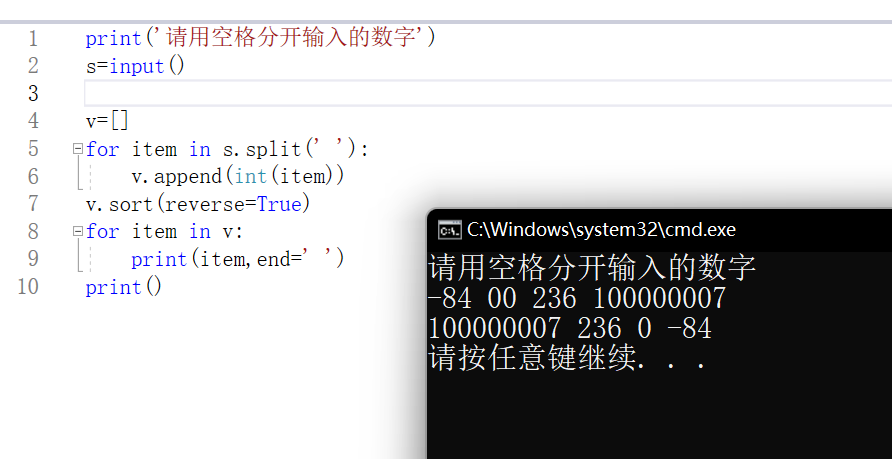 1 print('请用空格分开输入的数字')
2 s=input()
3
4 v=[]
5 for item in s.split(' '):
6 v.append(int(item))
7 v.sort(reverse=True)
8 for item in v:
9 print(item,end=' ')
10 print()
C:\Windows\system32\cmd.exe
请用空格分开输入的数字
-84 00 236 100000007
100000007 236 0 -84
请按任意键继续. . .